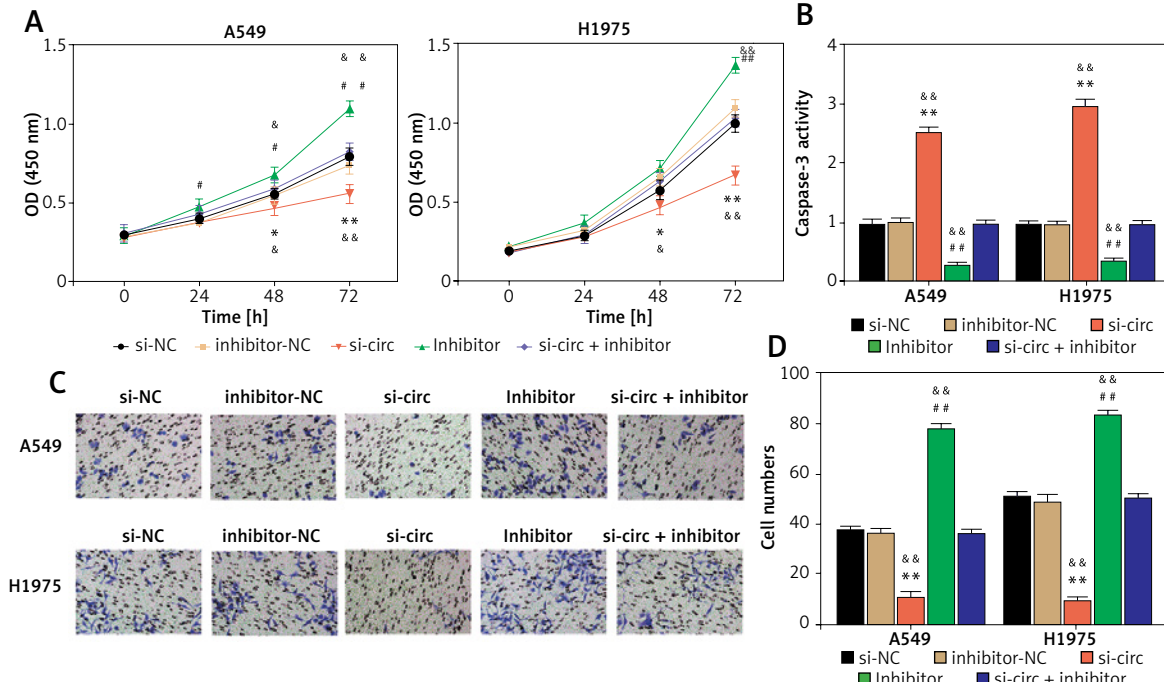 A
A549
H1975
1.5
1.0
0.5
0
OD (450 nm)
& &
# #
&
#
#
*
&
**
& &
0 24 48 72
Time [h]
1.5
1.0
0.5
0
OD (450 nm)
&&
##
*
&
**
&&
0 24 48 72
Time [h]
si-NC inhibitor-NC si-circ Inhibitor si-circ + inhibitor
B
4
3
2
1
0
Caspase-3 activity
&&
**
&&
##
&&
**
&&
##
A549 H1975
si-NC inhibitor-NC si-circ
Inhibitor si-circ + inhibitor
C
si-NC inhibitor-NC si-circ Inhibitor si-circ + inhibitor
A549
si-NC inhibitor-NC si-circ Inhibitor si-circ + inhibitor
H1975
D
100
80
60
40
20
0
Cell numbers
&&
**
&&
##
&&
**
&&
##
A549 H1975
si-NC inhibitor-NC si-circ
Inhibitor si-circ + inhibitor